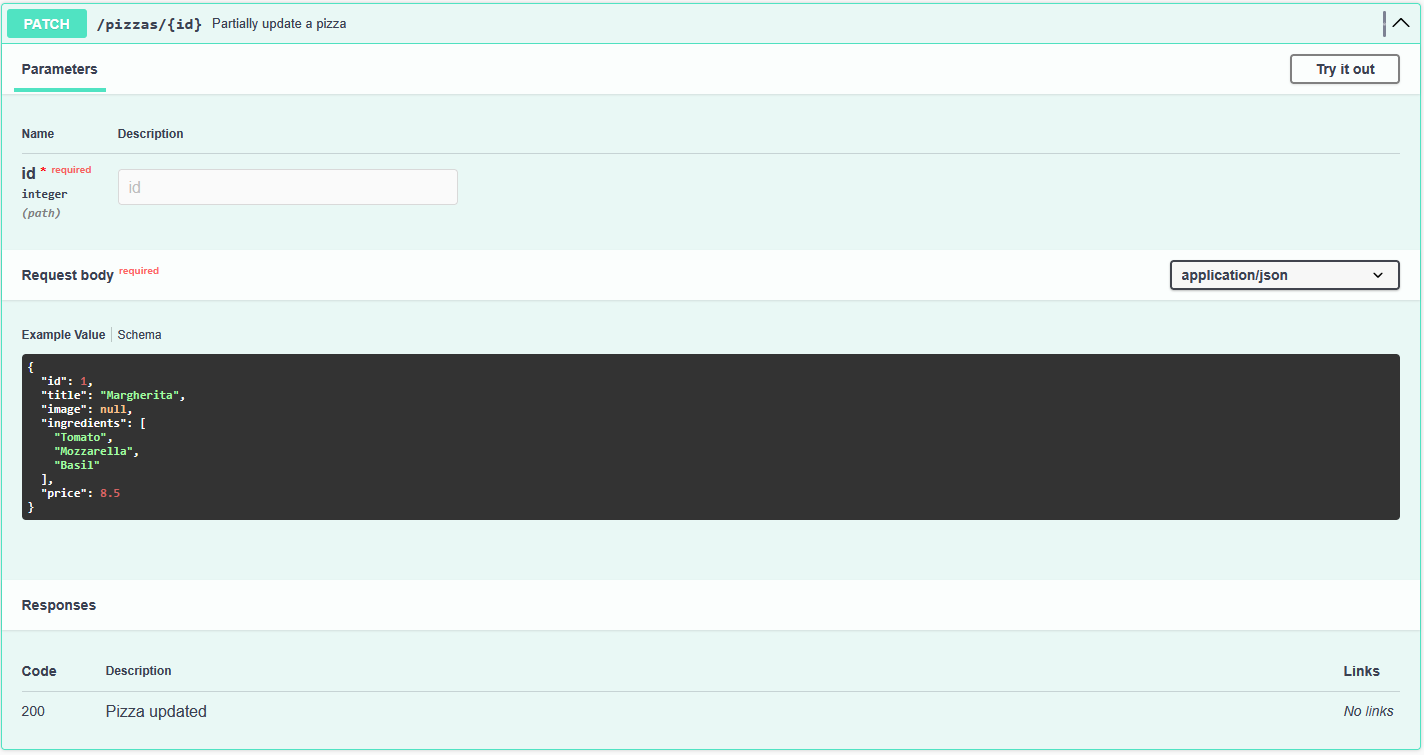 PATCH /pizzas/{id} Partially update a pizza
Parameters Try it out
Name Description
id * required id
integer
(path)
Request body required application/json
Example Value Schema
{
  "id": 1,
  "title": "Margherita",
  "image": null,
  "ingredients": [
    "Tomato",
    "Mozzarella",
    "Basil"
  ],
  "price": 8.5
}
Responses
Code Description Links
200 Pizza updated No links